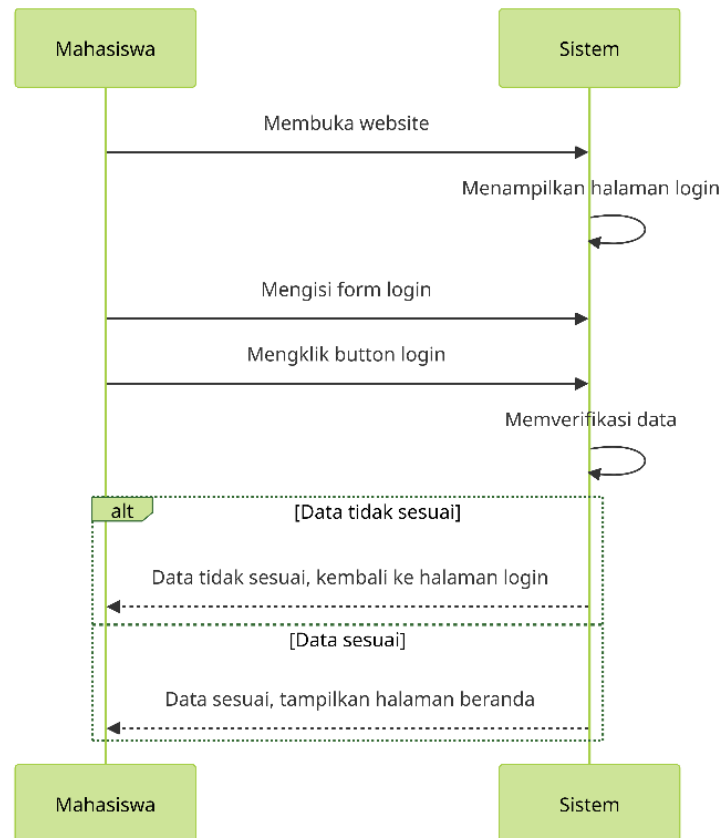 Mahasiswa
Sistem
Membuka website
Menampilkan halaman login
Mengisi form login
Mengklik button login
Memverifikasi data
alt
[Data tidak sesuai]
Data tidak sesuai, kembali ke halaman login
[Data sesuai]
Data sesuai, tampilkan halaman beranda
Mahasiswa
Sistem